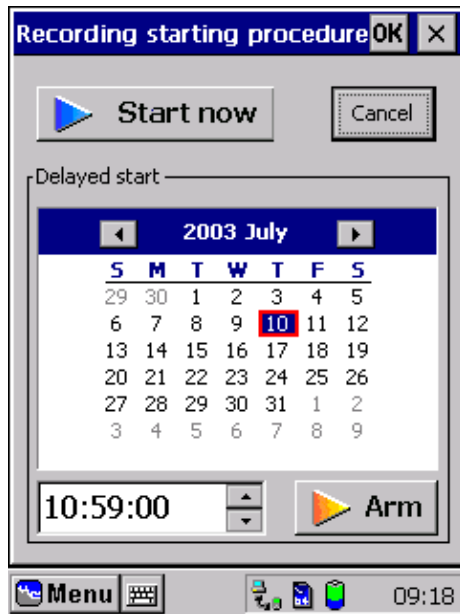 Recording starting procedure OK
Start now
Cancel
Delayed start
2003 July
S M T W T F S
29 30 1 2 3 4 5
6 7 8 9 10 11 12
13 14 15 16 17 18 19
20 21 22 23 24 25 26
27 28 29 30 31 1 2
3 4 5 6 7 8 9
10:59:00
Arm
Menu
09:18